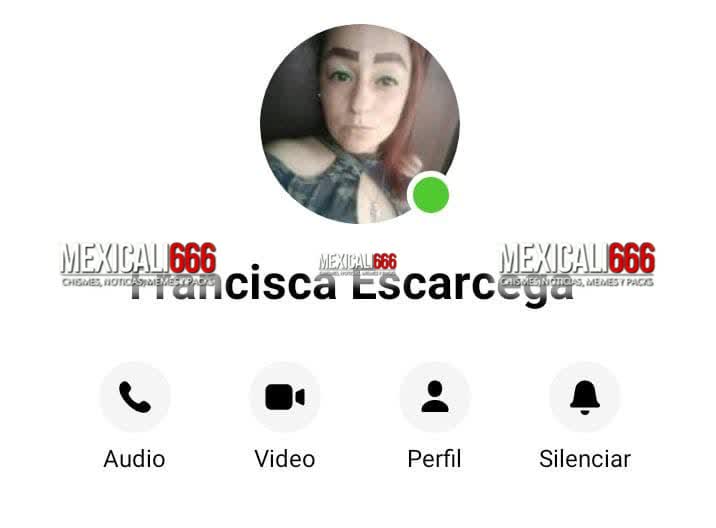 MEXICALI666 MEXICALI666 MEXICALI666
CHISMES, NOTICIAS, MEMES Y PACKS CHISMES, NOTICIAS, MEMES Y PACKS CHISMES, NOTICIAS, MEMES Y PACKS
Francisca Escarcega
Audio Video Perfil Silenciar